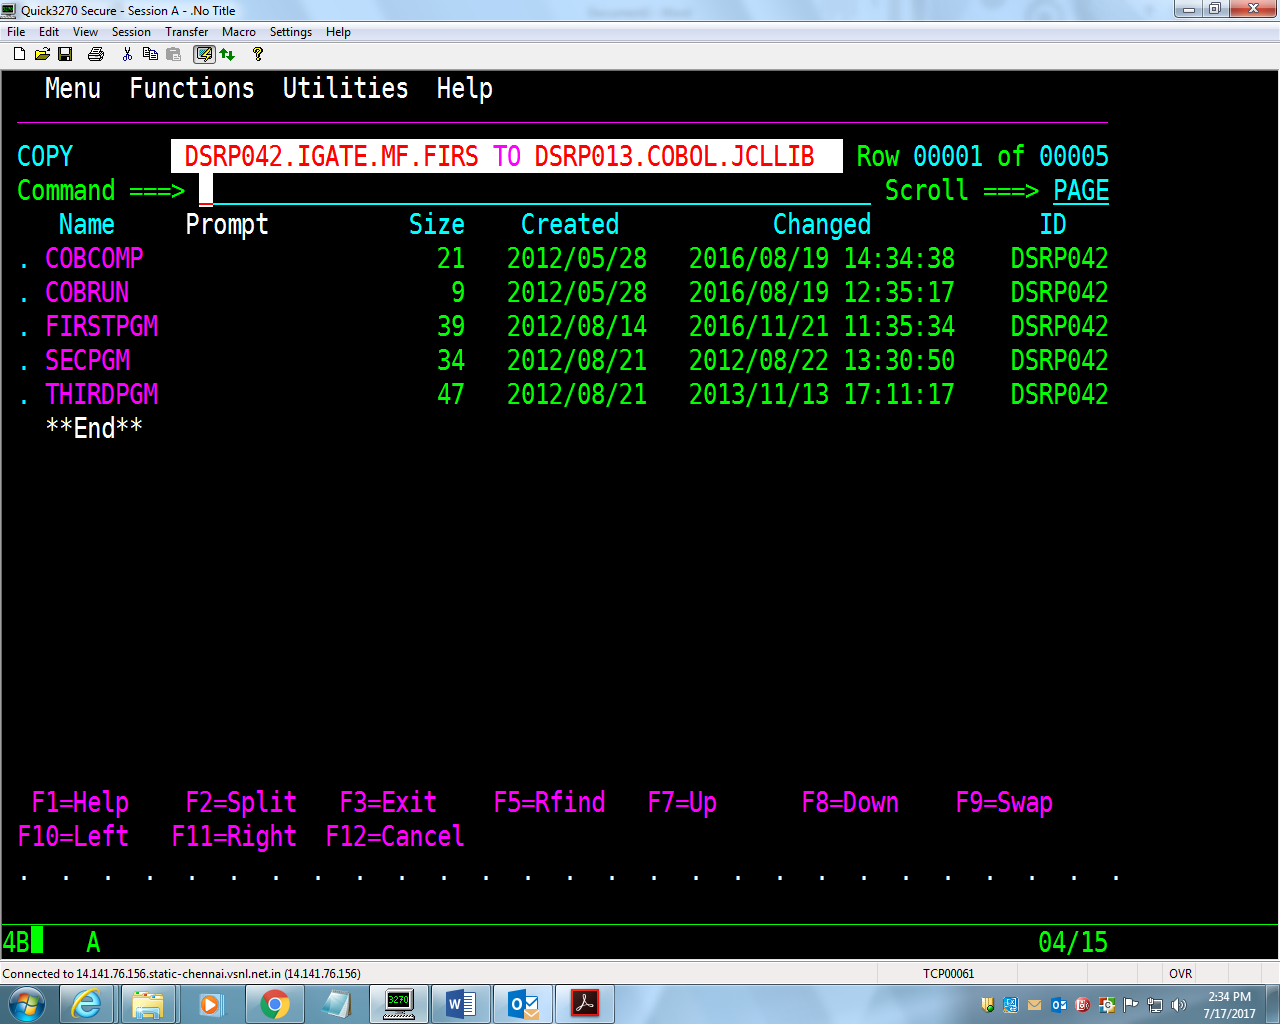 Quick3270 Secure - Session A - .No Title
File Edit View Session Transfer Macro Settings Help
Menu Functions Utilities Help
COPY DSRP042.IGATE.MF.FIRS TO DSRP013.COBOL.JCLLIB Row 00001 of 00005
Command ===> Scroll ===> PAGE
Name Prompt Size Created Changed ID
. COBCOMP 21 2012/05/28 2016/08/19 14:34:38 DSRP042
. COBRUN 9 2012/05/28 2016/08/19 12:35:17 DSRP042
. FIRSTPGM 39 2012/08/14 2016/11/21 11:35:34 DSRP042
. SECPGM 34 2012/08/21 2012/08/22 13:30:50 DSRP042
. THIRDPGM 47 2012/08/21 2013/11/13 17:11:17 DSRP042
**End**
F1=Help F2=Split F3=Exit F5=Rfind F7=Up F8=Down F9=Swap
F10=Left F11=Right F12=Cancel
. . . . . . . . . . . . . . . . . . . . . . . . . . .
4B A 04/15
Connected to 14.141.76.156.static-chennai.vsnl.net.in (14.141.76.156) TCP00061 OVR
3270
2:34 PM
7/17/2017